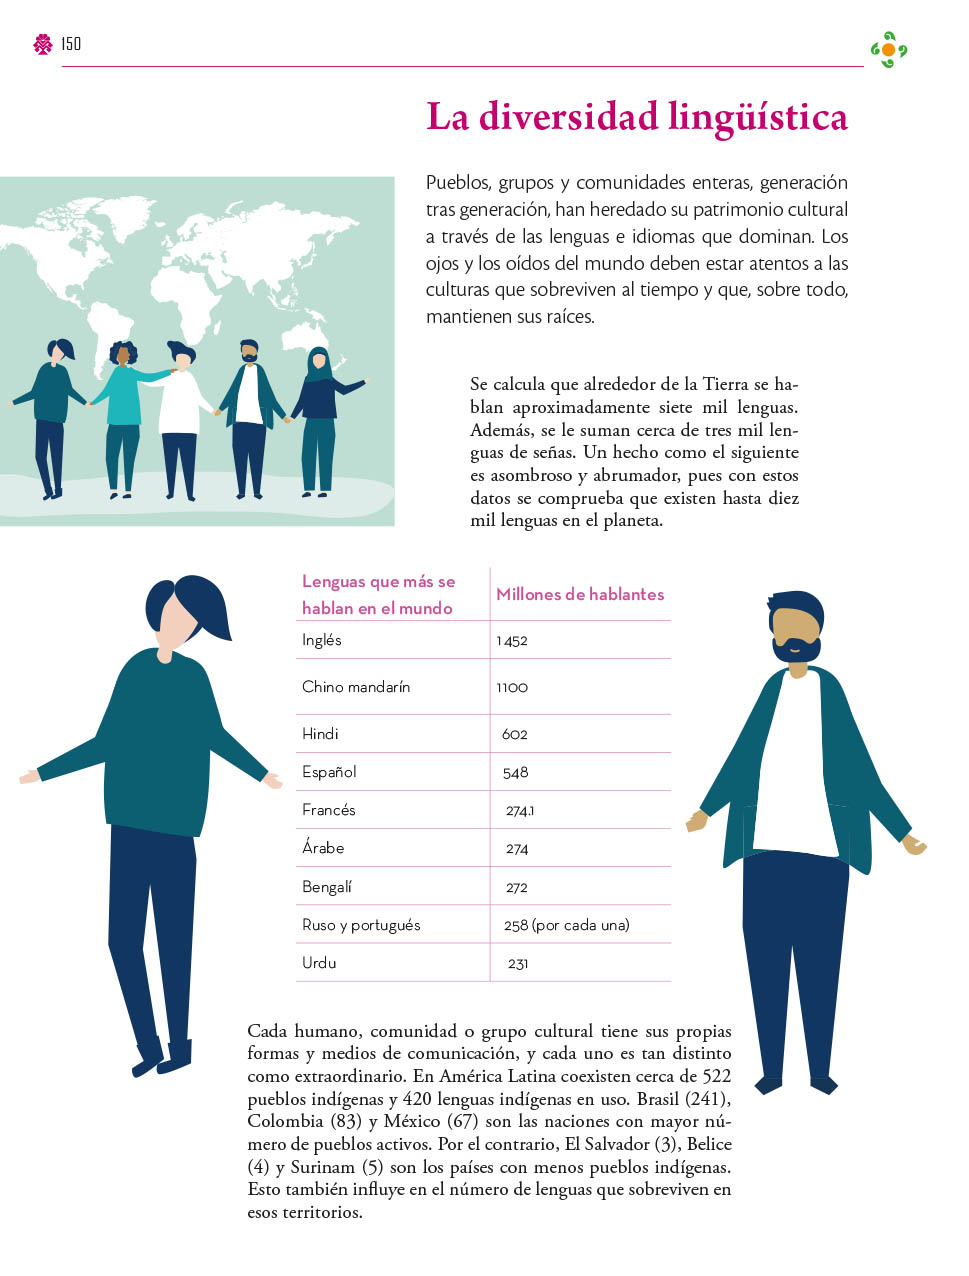 150
La diversidad lingüística
Pueblos, grupos y comunidades enteras, generación
tras generación, han heredado su patrimonio cultural
a través de las lenguas e idiomas que dominan. Los
ojos y los oídos del mundo deben estar atentos a las
culturas que sobreviven al tiempo y que, sobre todo,
mantienen sus raíces.
Se calcula que alrededor de la Tierra se ha-
blan aproximadamente siete mil lenguas.
Además, se le suman cerca de tres mil len-
guas de señas. Un hecho como el siguiente
es asombroso y abrumador, pues con estos
datos se comprueba que existen hasta diez
mil lenguas en el planeta.
Lenguas que más se
hablan en el mundo
Millones de hablantes
Inglés 1 452
Chino mandarín 1100
Hindi 602
Español 548
Francés 274.1
Árabe 274
Bengalí 272
Ruso y portugués 258 (por cada una)
Urdu 231
Cada humano, comunidad o grupo cultural tiene sus propias
formas y medios de comunicación, y cada uno es tan distinto
como extraordinario. En América Latina coexisten cerca de 522
pueblos indígenas y 420 lenguas indígenas en uso. Brasil (241),
Colombia (83) y México (67) son las naciones con mayor nú-
mero de pueblos activos. Por el contrario, El Salvador (3), Belice
(4) y Surinam (5) son los países con menos pueblos indígenas.
Esto también influye en el número de lenguas que sobreviven en
esos territorios.